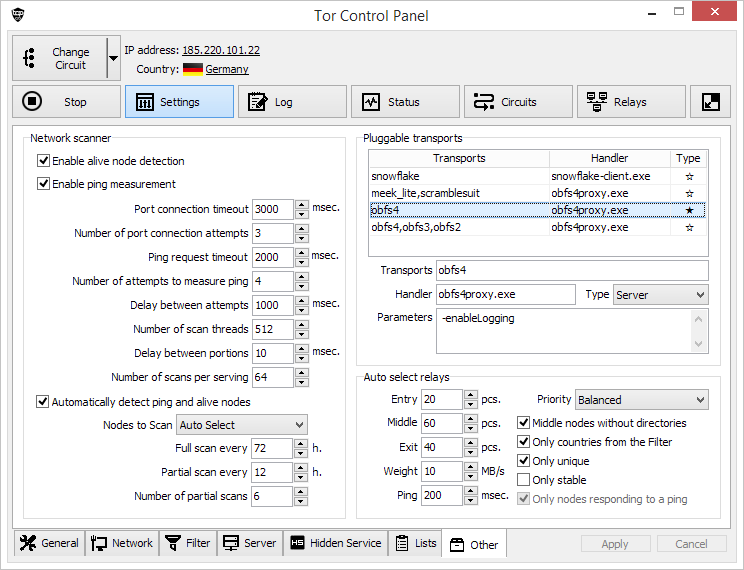 Tor Control Panel
Change Circuit
IP address: 185.220.101.22
Country: Germany
Stop
Settings
Log
Status
Circuits
Relays
Network scanner
Enable alive node detection
Enable ping measurement
Port connection timeout 3000 msec.
Number of port connection attempts 3
Ping request timeout 2000 msec.
Number of attempts to measure ping 4
Delay between attempts 1000 msec.
Number of scan threads 512
Delay between portions 10 msec.
Number of scans per serving 64
Automatically detect ping and alive nodes
Nodes to Scan Auto Select
Full scan every 72 h.
Partial scan every 12 h.
Number of partial scans 6
Pluggable transports
Transports Handler Type
snowflake snowflake-client.exe ☆
meek_lite,scramblesuit obfs4proxy.exe ☆
obfs4 obfs4proxy.exe ★
obfs4,obfs3,obfs2 obfs4proxy.exe ☆
Transports obfs4
Handler obfs4proxy.exe Type Server
Parameters -enableLogging
Auto select relays
Entry 20 pcs. Priority Balanced
Middle 60 pcs. Middle nodes without directories
Exit 40 pcs. Only countries from the Filter
Weight 10 MB/s Only unique
Only stable
Ping 200 msec. Only nodes responding to a ping
General
Network
Filter
Server
HS Hidden Service
Lists
Other
Apply
Cancel